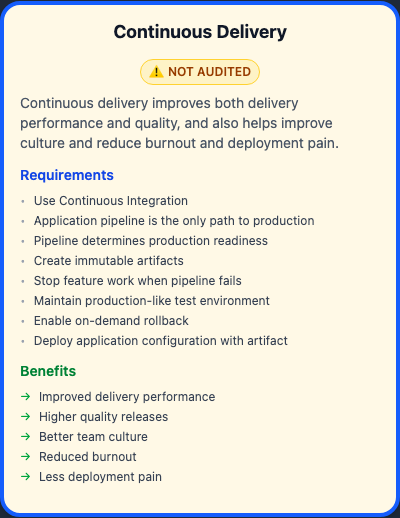 Continuous Delivery
⚠️ NOT AUDITED
Continuous delivery improves both delivery
performance and quality, and also helps improve
culture and reduce burnout and deployment pain.
Requirements
• Use Continuous Integration
• Application pipeline is the only path to production
• Pipeline determines production readiness
• Create immutable artifacts
• Stop feature work when pipeline fails
• Maintain production-like test environment
• Enable on-demand rollback
• Deploy application configuration with artifact
Benefits
→ Improved delivery performance
→ Higher quality releases
→ Better team culture
→ Reduced burnout
→ Less deployment pain